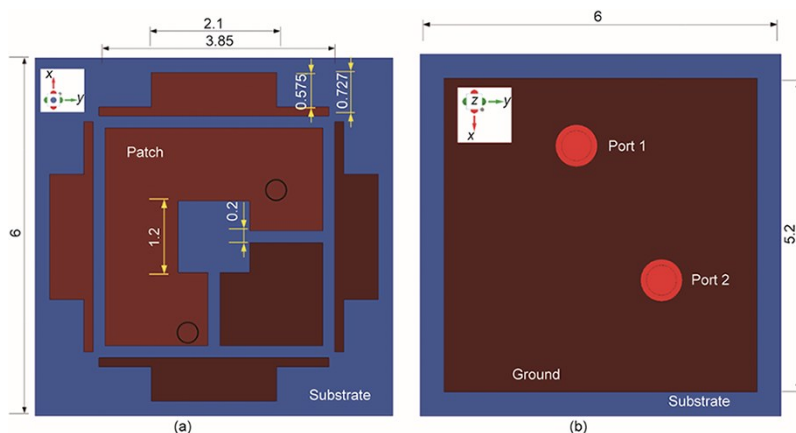 2.1
3.85
x
y
0.575
0.727
Patch
0.2
1.2
6
Substrate
(a)
6
z
y
x
Port 1
Port 2
5.2
Ground
Substrate
(b)